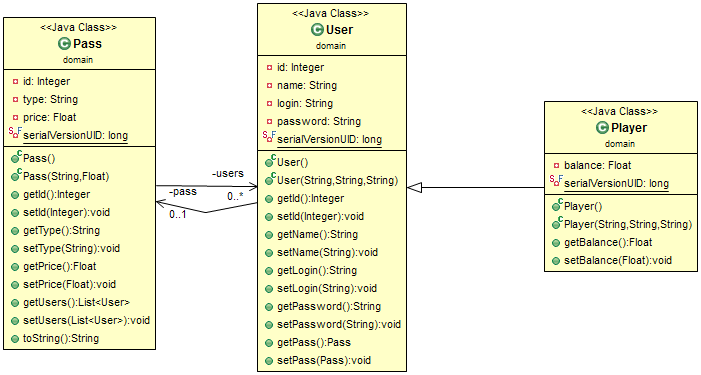 <<Java Class>>
Pass
domain
id: Integer
type: String
price: Float
serialVersionUID: long
Pass()
Pass(String,Float)
getId():Integer
setId(Integer):void
getType():String
setType(String):void
getPrice():Float
setPrice(Float):void
getUsers():List<User>
setUsers(List<User>):void
toString():String
-users
0..*
-pass
0..1
<<Java Class>>
User
domain
id: Integer
name: String
login: String
password: String
serialVersionUID: long
User()
User(String,String,String)
getId():Integer
setId(Integer):void
getName():String
setName(String):void
getLogin():String
setLogin(String):void
getPassword():String
setPassword(String):void
getPass():Pass
setPass(Pass):void
<<Java Class>>
Player
domain
balance: Float
serialVersionUID: long
Player()
Player(String,String,String)
getBalance():Float
setBalance(Float):void